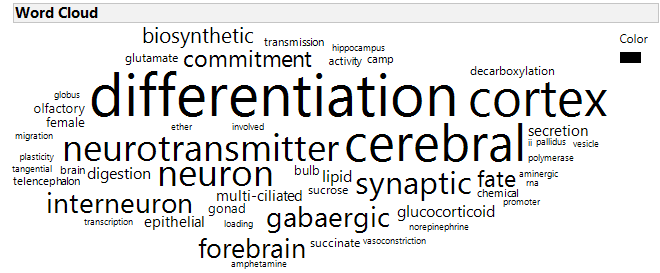 Word Cloud
Color
biosynthetic transmission
hippocampus
glutamate commitment activity camp
decarboxylation
globus differentiation cortex
olfactory
female ether involved
migration neurotransmitter cerebral secretion
ii pallidus vesicle
plasticity polymerase
tangential brain digestion neuron bulb lipid synaptic fate aminergic
telencephalon sucrose rna
multi-ciliated chemical
promoter
interneuron gonad gabaergic glucocorticoid
transcription epithelial loading norepinephrine
forebrain succinate vasoconstriction
amphetamine